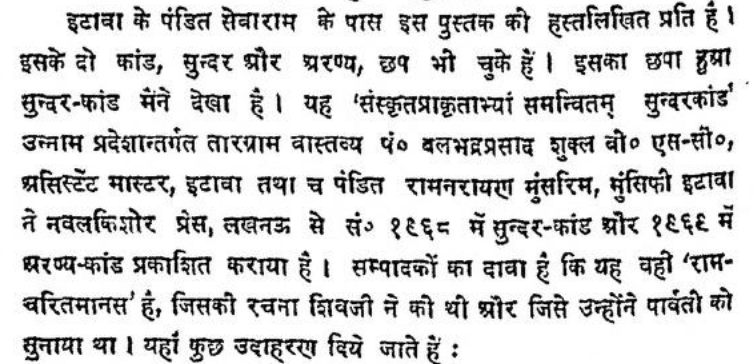 इटावा के पंडित सेवाराम के पास इस पुस्तक की हस्तलिखित प्रति है।
इसके दो कांड, सुन्दर और अरण्य, छप भी चुके हैं। इसका छपा हुआ
सुन्दर-कांड मैंने देखा है। यह 'संस्कृतप्राकृताभ्यां समन्वितम् सुन्दरकांड'
उन्नाम प्रदेशान्तर्गत तारग्राम वास्तव्य पं० बलभद्रप्रसाद शुक्ल बी० एस-सी०,
असिस्टेंट मास्टर, इटावा तथा च पंडित रामनरायण मुंसरिम, मुंसिफी इटावा
ने नवलकिशोर प्रेस, लखनऊ से सं० १९६८ में सुन्दर-कांड और १९६९ में
अरण्य-कांड प्रकाशित कराया है। सम्पादकों का दावा है कि यह वही 'राम-
चरितमानस' है, जिसकी रचना शिवजी ने की थी और जिसे उन्होंने पार्वती को
सुनाया था। यहाँ कुछ उदाहरण दिये जाते हैं :